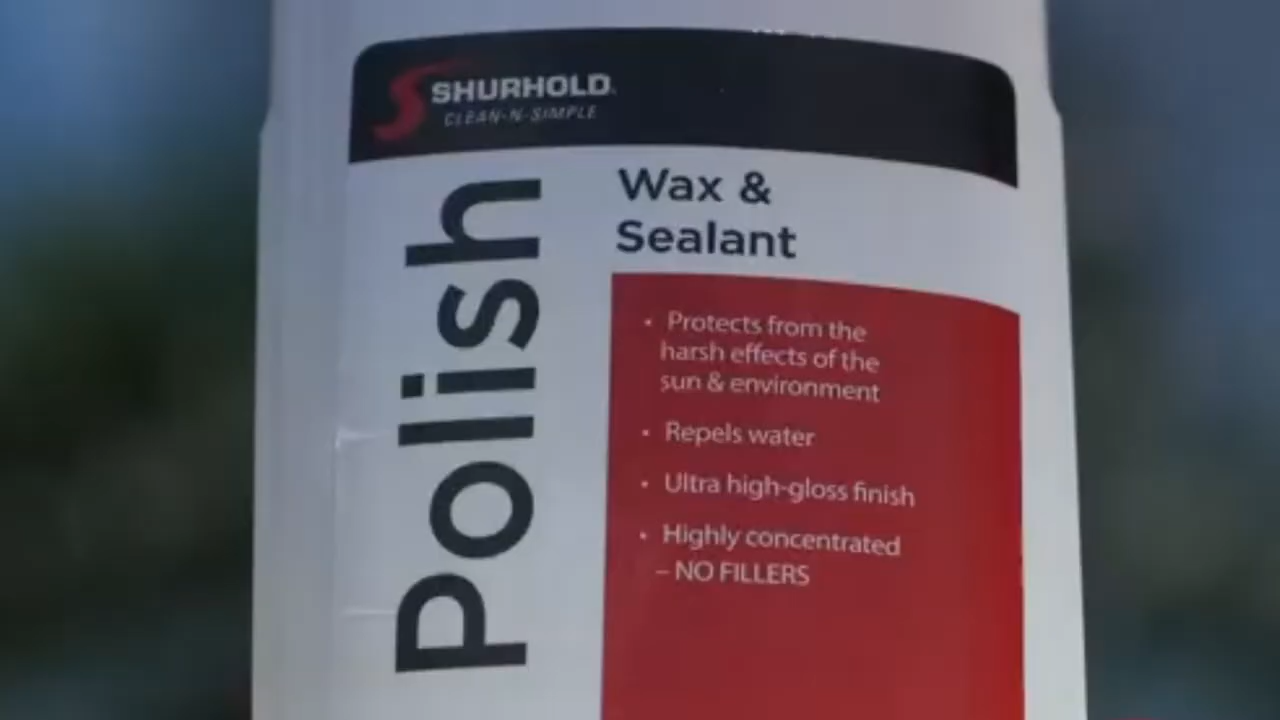 SHURHOLD
CLEAN-N-SIMPLE
Polish
Wax &
Sealant
• Protects from the
harsh effects of the
sun & environment
• Repels water
• Ultra high-gloss finish
• Highly concentrated
– NO FILLERS